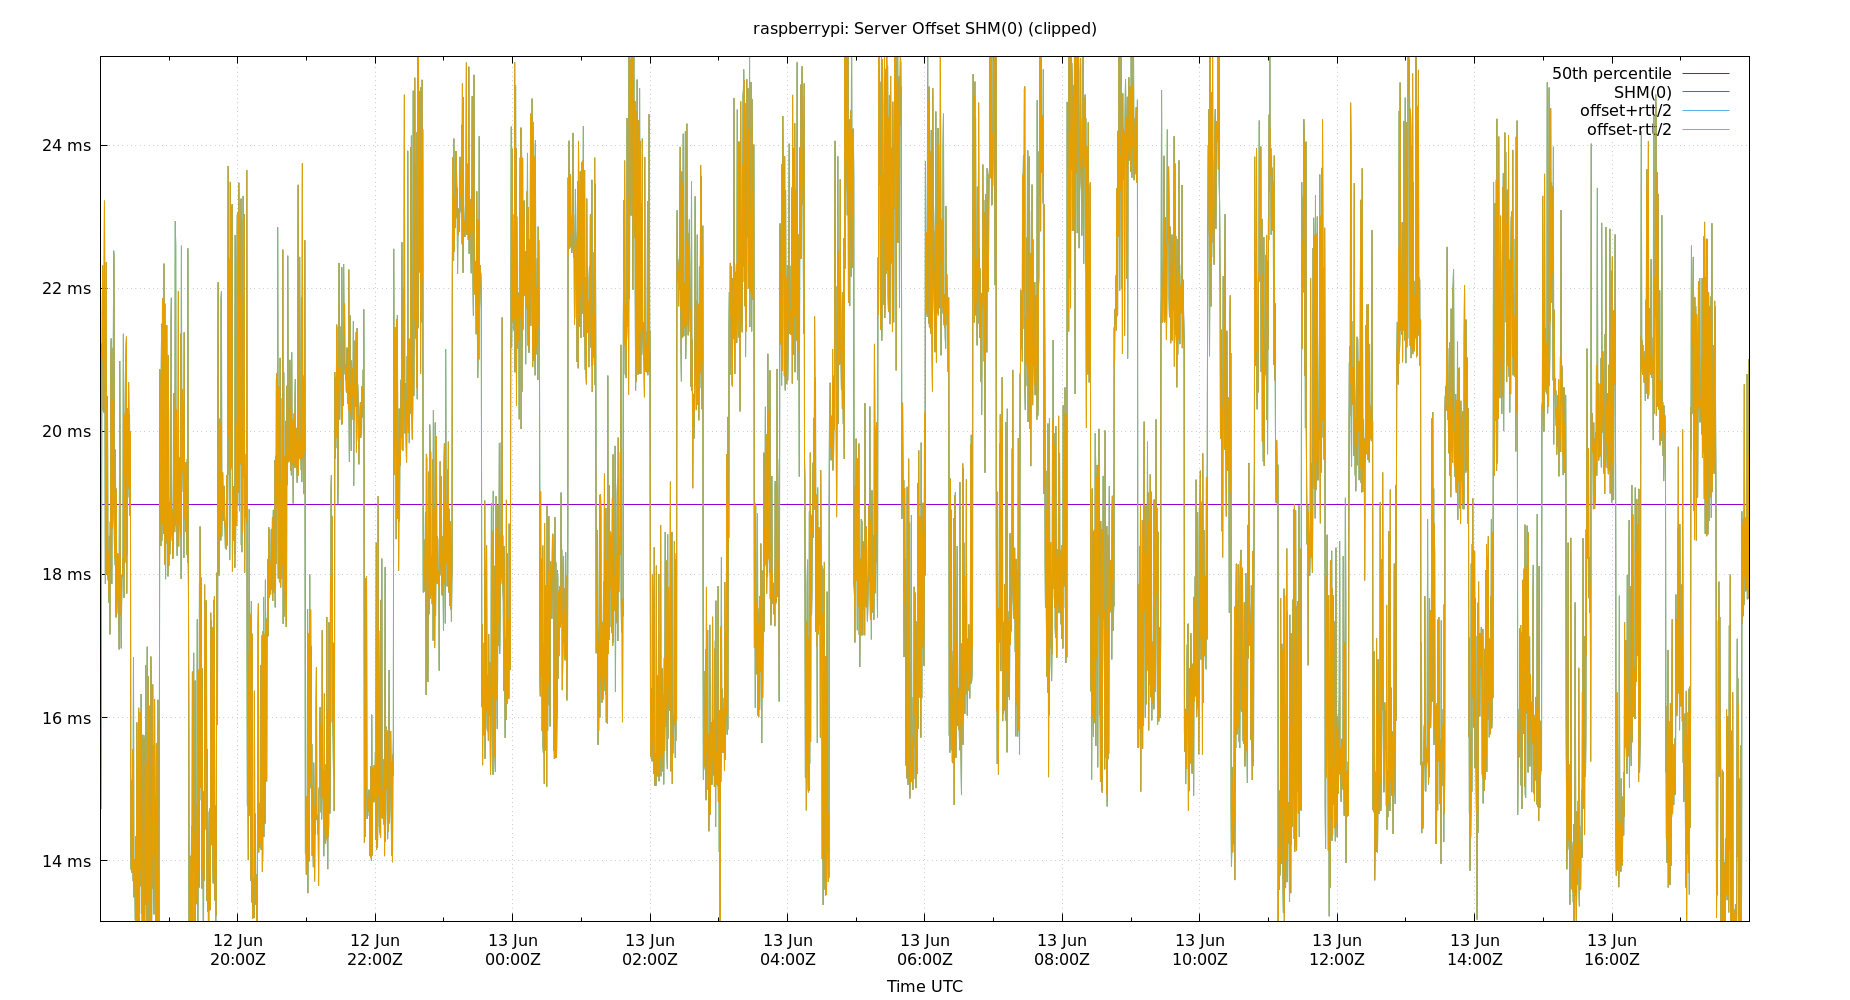 raspberrypi: Server Offset SHM(0) (clipped)
50th percentile
SHM(0)
offset+rtt/2
offset-rtt/2
24 ms
22 ms
20 ms
18 ms
16 ms
14 ms
12 Jun 12 Jun 13 Jun 13 Jun 13 Jun 13 Jun 13 Jun 13 Jun 13 Jun 13 Jun 13 Jun
20:00Z 22:00Z 00:00Z 02:00Z 04:00Z 06:00Z 08:00Z 10:00Z 12:00Z 14:00Z 16:00Z
Time UTC